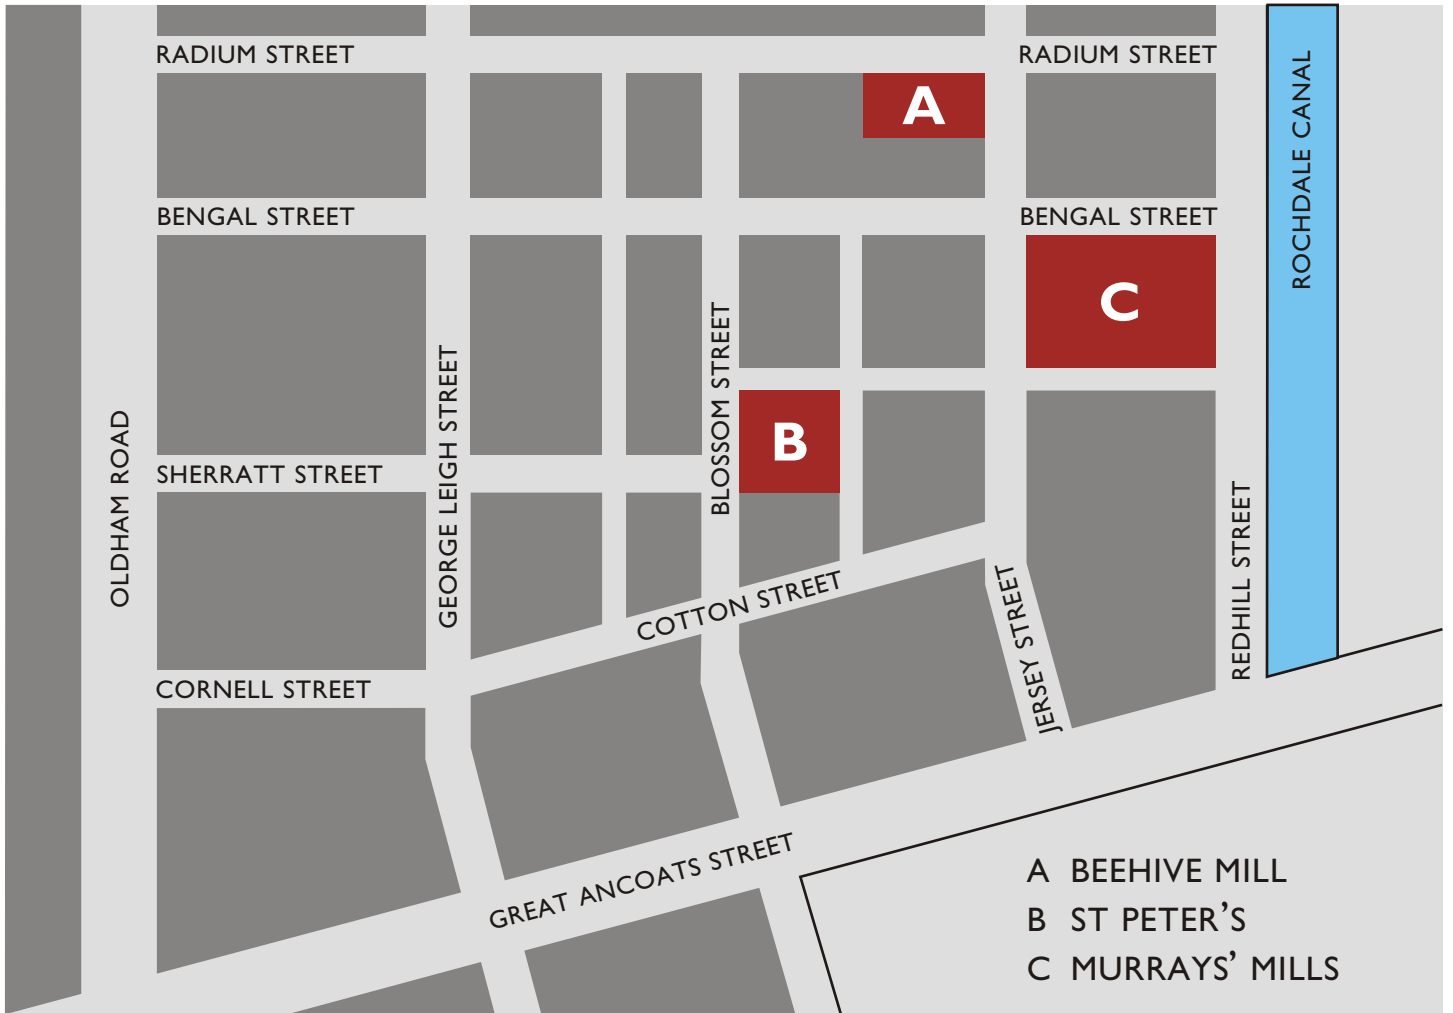 RADIUM STREET
RADIUM STREET
A
ROCHDALE CANAL
BENGAL STREET
BENGAL STREET
C
BLOSSOM STREET
GEORGE LEIGH STREET
OLDHAM ROAD
B
SHERRATT STREET
REDHILL STREET
COTTON STREET
JERSEY STREET
CORNELL STREET
GREAT ANCOATS STREET
A BEEHIVE MILL
B ST PETER’S
C MURRAYS’ MILLS